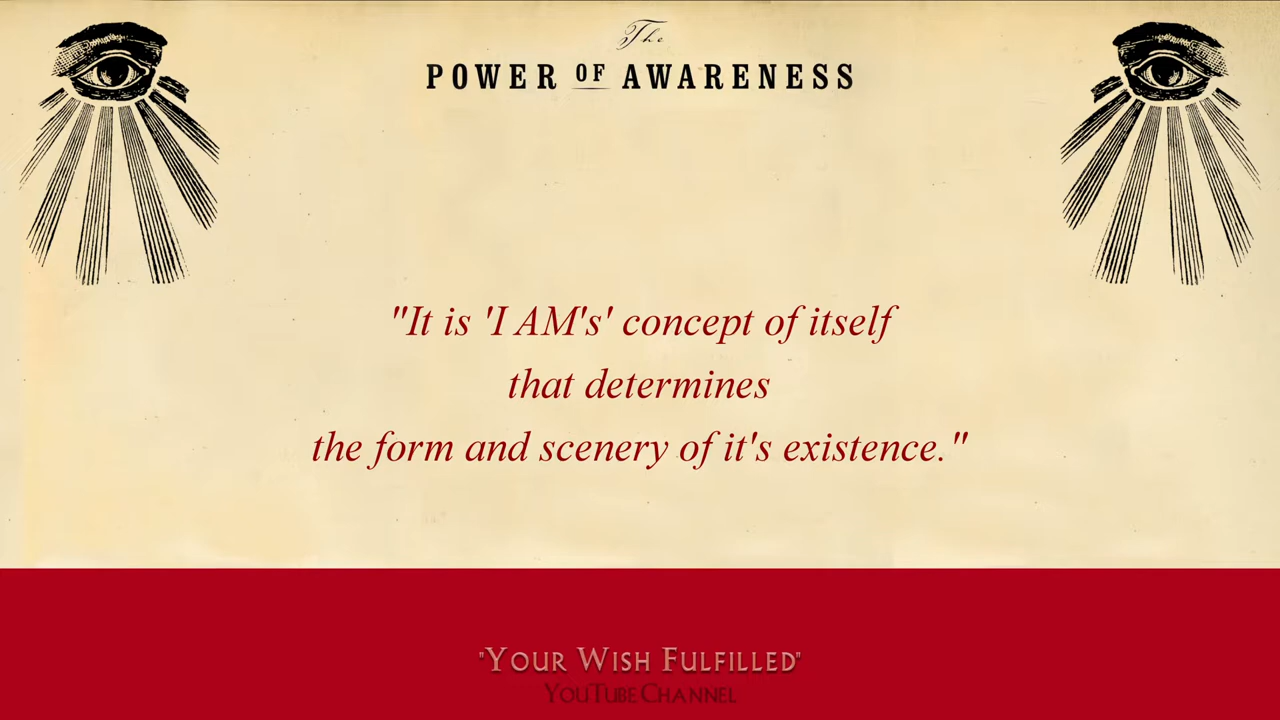 The
POWER OF AWARENESS
"It is 'I AM's' concept of itself
that determines
the form and scenery of it's existence."
"YOUR WISH FULFILLED"
YOUTUBE CHANNEL